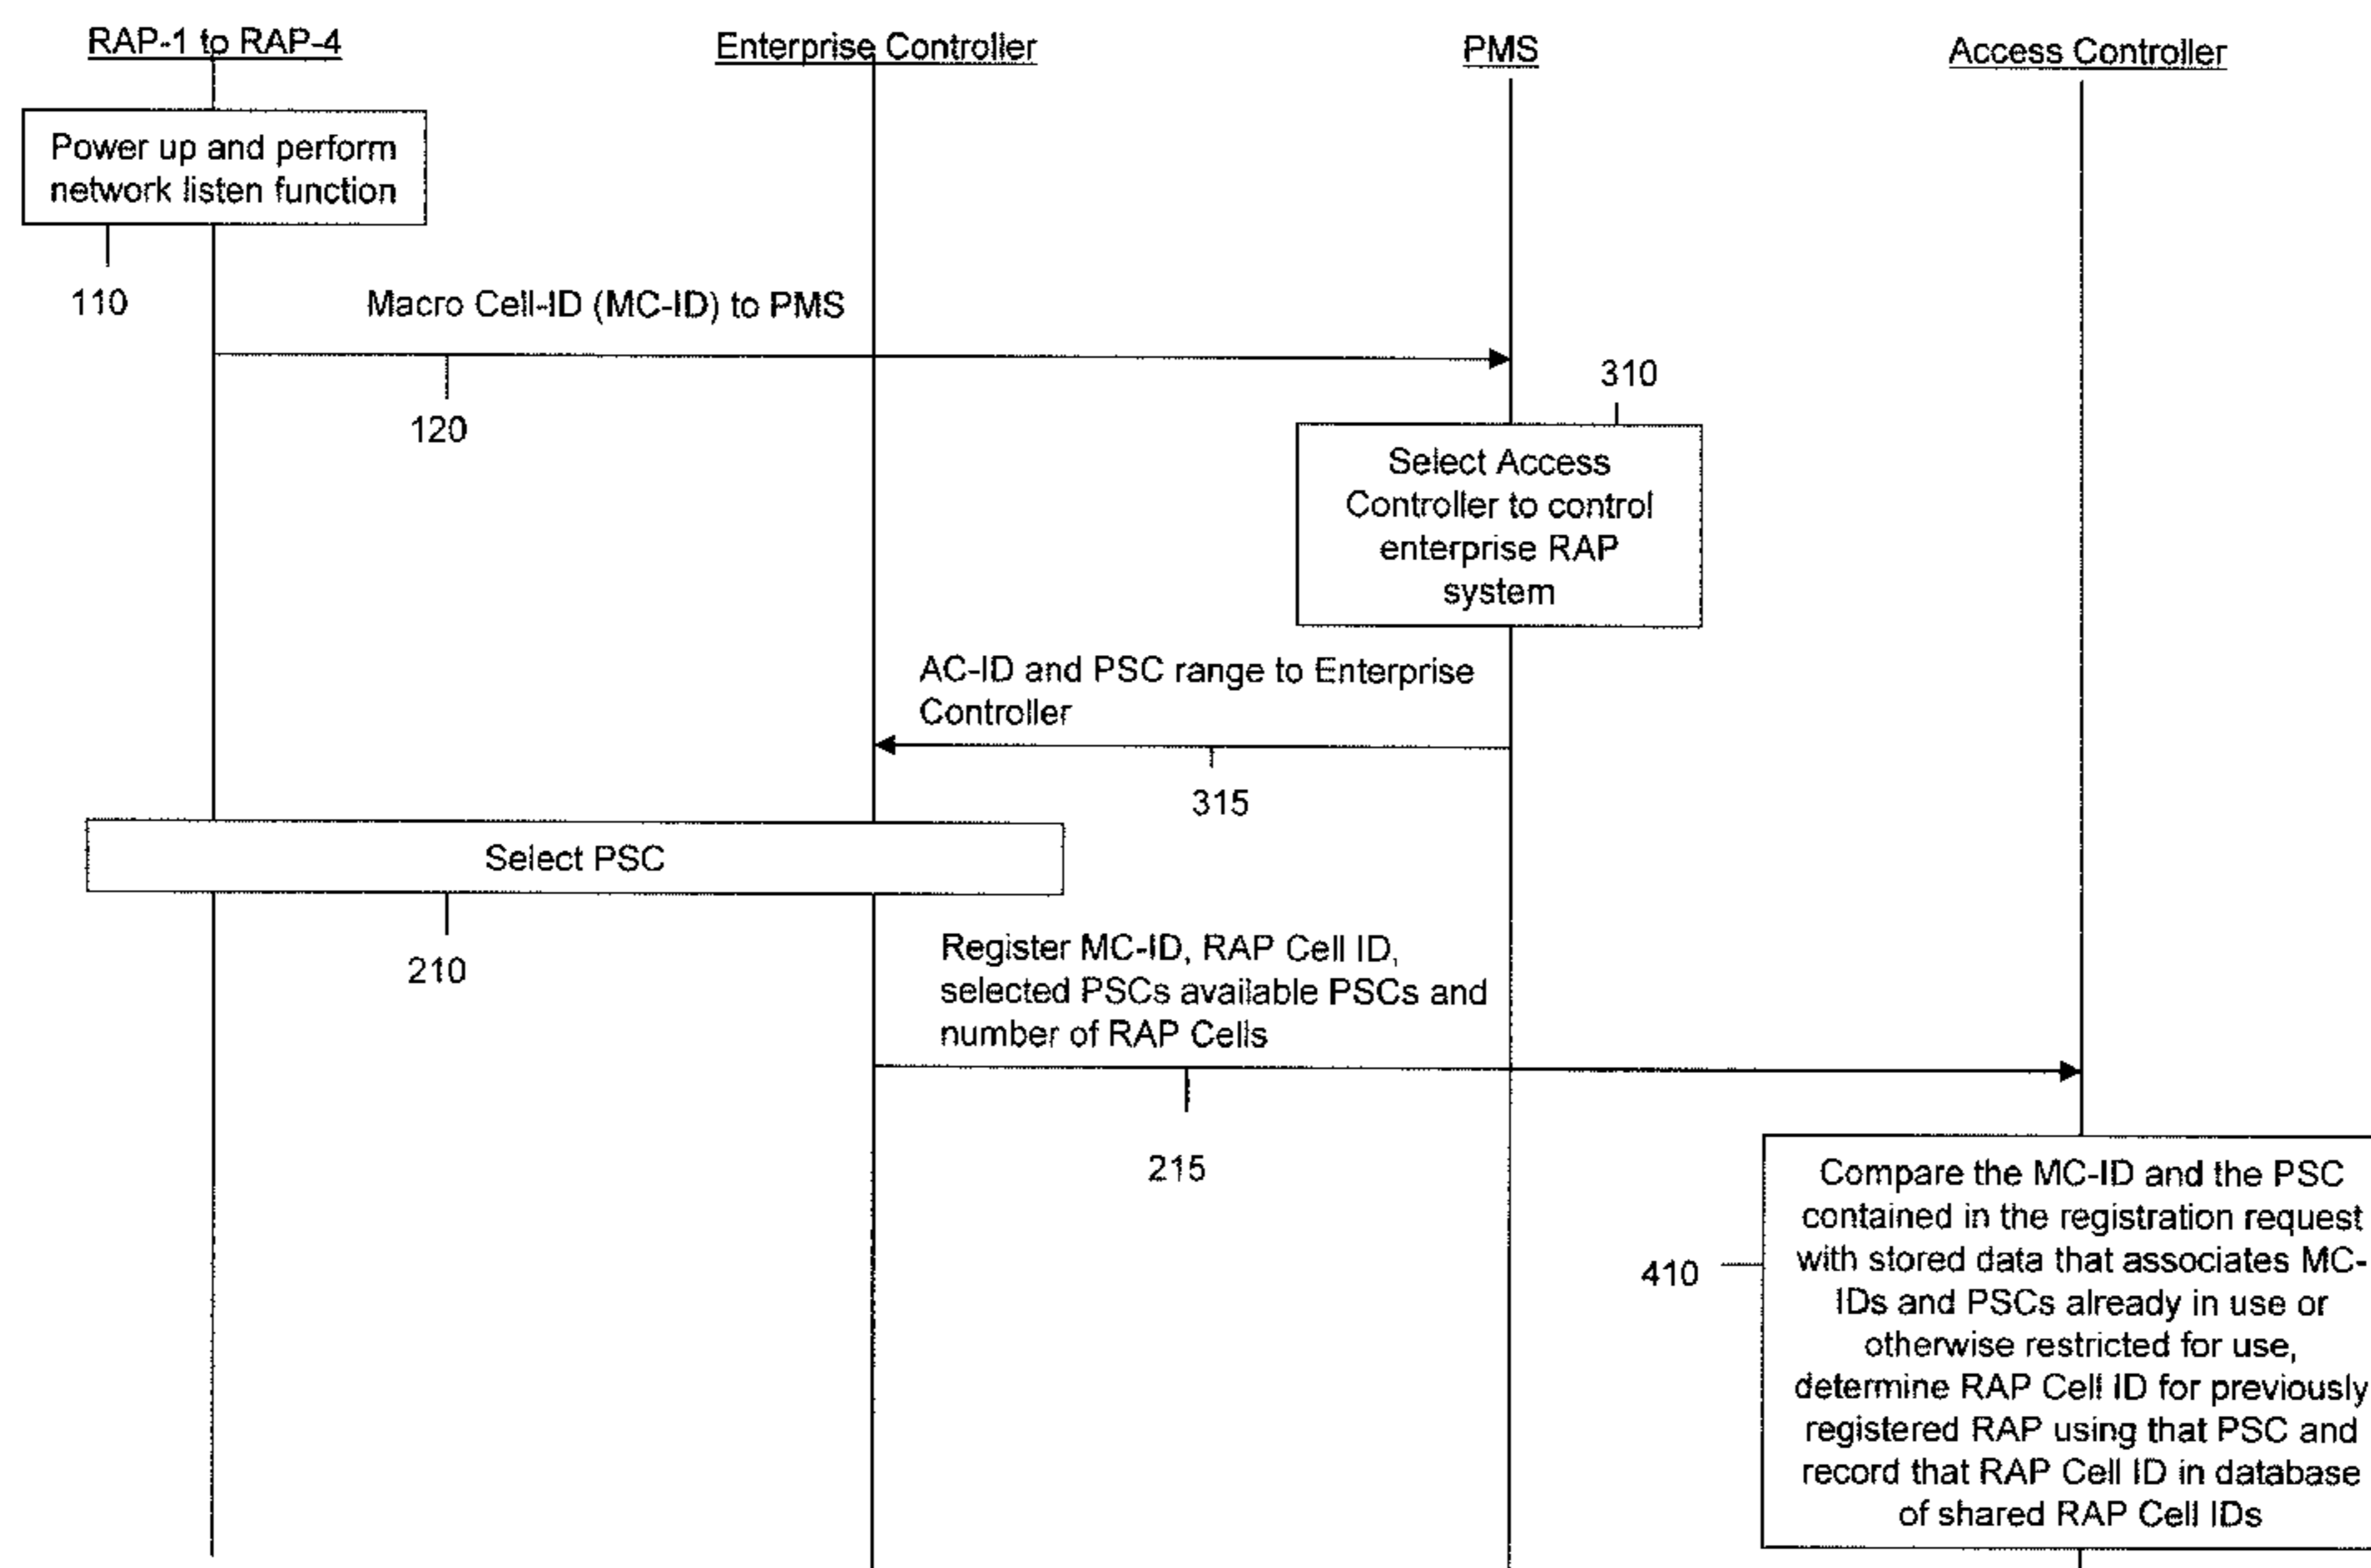 RAP-1 to RAP-4
Enterprise Controller
PMS
Access Controller
Power up and perform
network listen function
110
Macro Cell-ID (MC-ID) to PMS
120
310
Select Access
Controller to control
enterprise RAP
system
AC-ID and PSC range to Enterprise
Controller
315
Select PSC
210
Register MC-ID, RAP Cell ID,
selected PSCs available PSCs and
number of RAP Cells
215
410
Compare the MC-ID and the PSC
contained in the registration request
with stored data that associates MC-
IDs and PSCs already in use or
otherwise restricted for use,
determine RAP Cell ID for previously
registered RAP using that PSC and
record that RAP Cell ID in database
of shared RAP Cell IDs